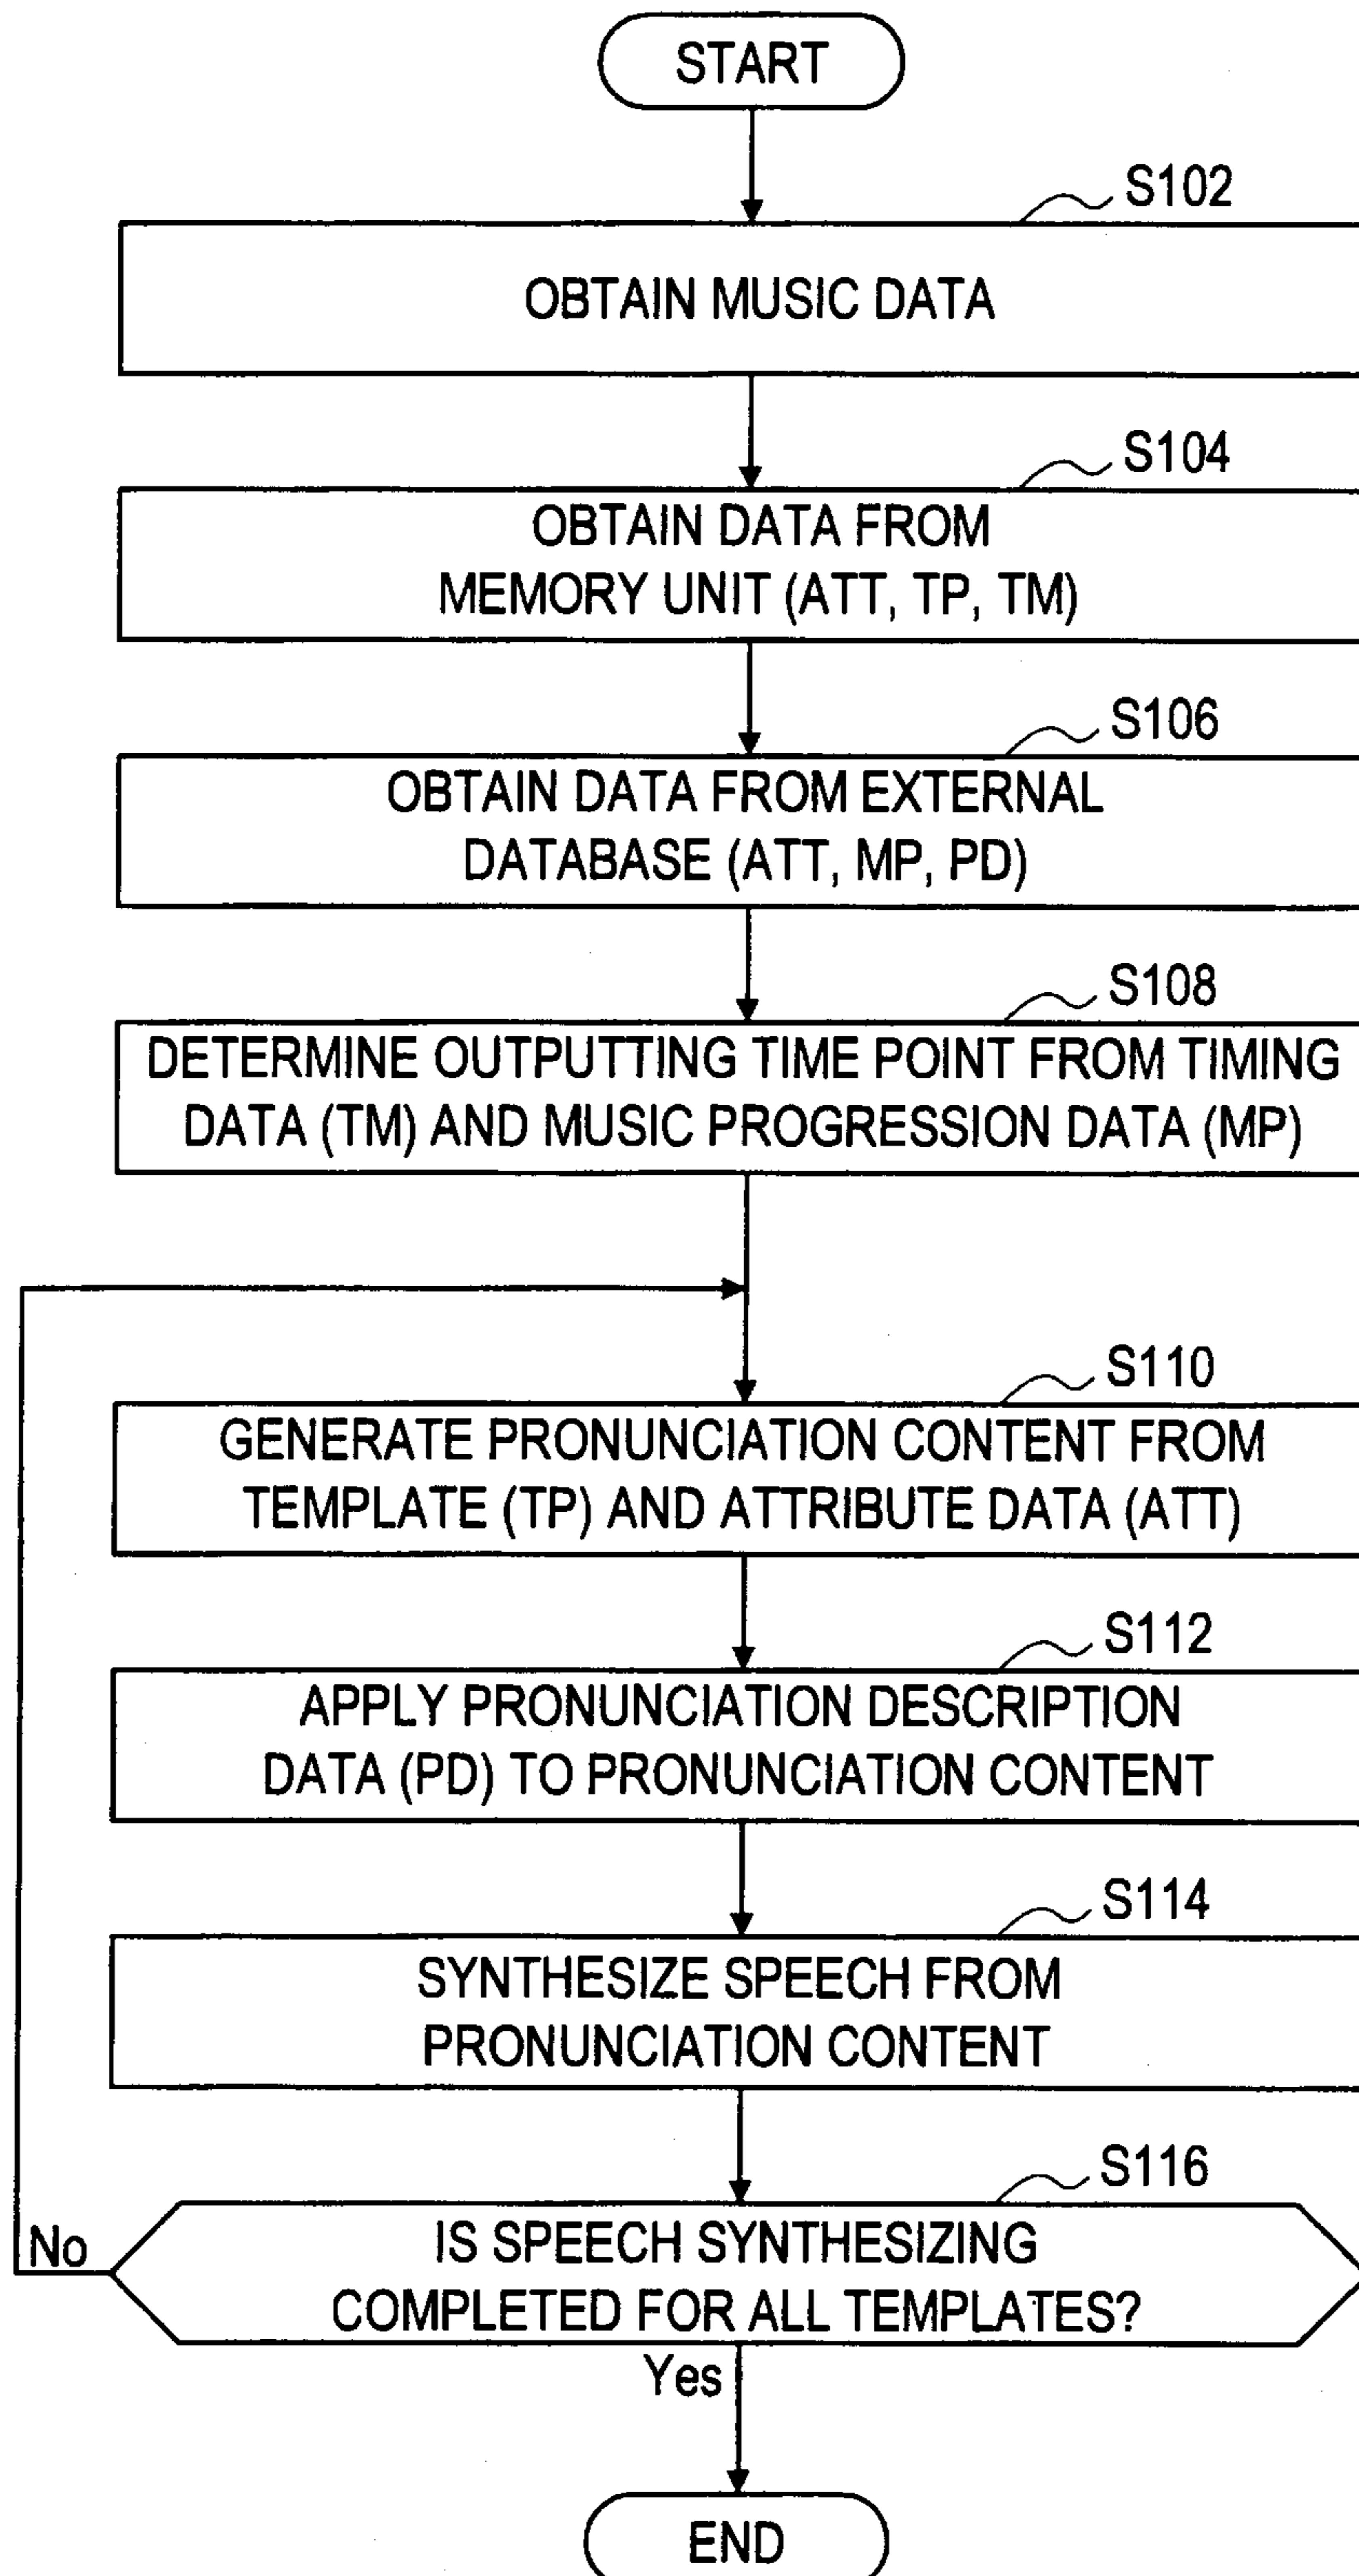 START
S102
OBTAIN MUSIC DATA
S104
OBTAIN DATA FROM
MEMORY UNIT (ATT, TP, TM)
S106
OBTAIN DATA FROM EXTERNAL
DATABASE (ATT, MP, PD)
S108
DETERMINE OUTPUTTING TIME POINT FROM TIMING
DATA (TM) AND MUSIC PROGRESSION DATA (MP)
S110
GENERATE PRONUNCIATION CONTENT FROM
TEMPLATE (TP) AND ATTRIBUTE DATA (ATT)
S112
APPLY PRONUNCIATION DESCRIPTION
DATA (PD) TO PRONUNCIATION CONTENT
S114
SYNTHESIZE SPEECH FROM
PRONUNCIATION CONTENT
S116
IS SPEECH SYNTHESIZING
COMPLETED FOR ALL TEMPLATES?
No
Yes
END